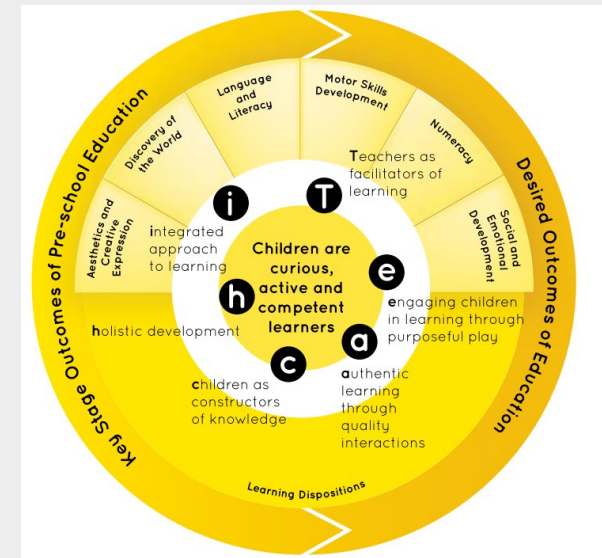 Key Stage Outcomes of Pre-school Education
Desired Outcomes of Education
Aesthetics and
Creative
Expression
Discovery of
the World
Language
and
Literacy
Motor Skills
Development
Numeracy
Social and
Emotional
Development
i
integrated
approach
to learning
T
Teachers as
facilitators of
learning
e
engaging children
in learning through
purposeful play
a
authentic
learning
through
quality
interactions
c
children as
constructors
of knowledge
h
holistic development
Children are
curious,
active and
competent
learners
Learning Dispositions